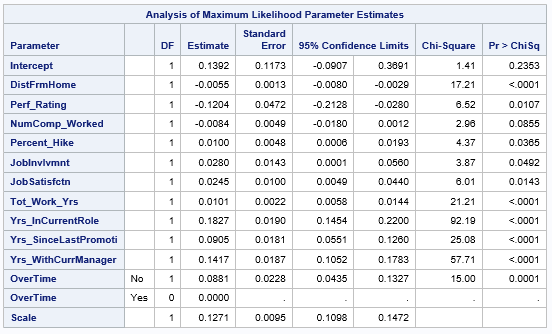 Analysis of Maximum Likelihood Parameter Estimates
Parameter DF Estimate Standard Error 95% Confidence Limits Chi-Square Pr > ChiSq
Intercept 1 0.1392 0.1173 -0.0907 0.3691 1.41 0.2353
DistFrmHome 1 -0.0055 0.0013 -0.0080 -0.0029 17.21 <.0001
Perf_Rating 1 -0.1204 0.0472 -0.2128 -0.0280 6.52 0.0107
NumComp_Worked 1 -0.0084 0.0049 -0.0180 0.0012 2.96 0.0855
Percent_Hike 1 0.0100 0.0048 0.0006 0.0193 4.37 0.0365
JobInvlvmnt 1 0.0280 0.0143 0.0001 0.0560 3.87 0.0492
JobSatisfctn 1 0.0245 0.0100 0.0049 0.0440 6.01 0.0143
Tot_Work_Yrs 1 0.0101 0.0022 0.0058 0.0144 21.21 <.0001
Yrs_InCurrentRole 1 0.1827 0.0190 0.1454 0.2200 92.19 <.0001
Yrs_SinceLastPromoti 1 0.0905 0.0181 0.0551 0.1260 25.08 <.0001
Yrs_WithCurrManager 1 0.1417 0.0187 0.1052 0.1783 57.71 <.0001
OverTime No 1 0.0881 0.0228 0.0435 0.1327 15.00 0.0001
OverTime Yes 0 0.0000 . . . . .
Scale 1 0.1271 0.0095 0.1098 0.1472